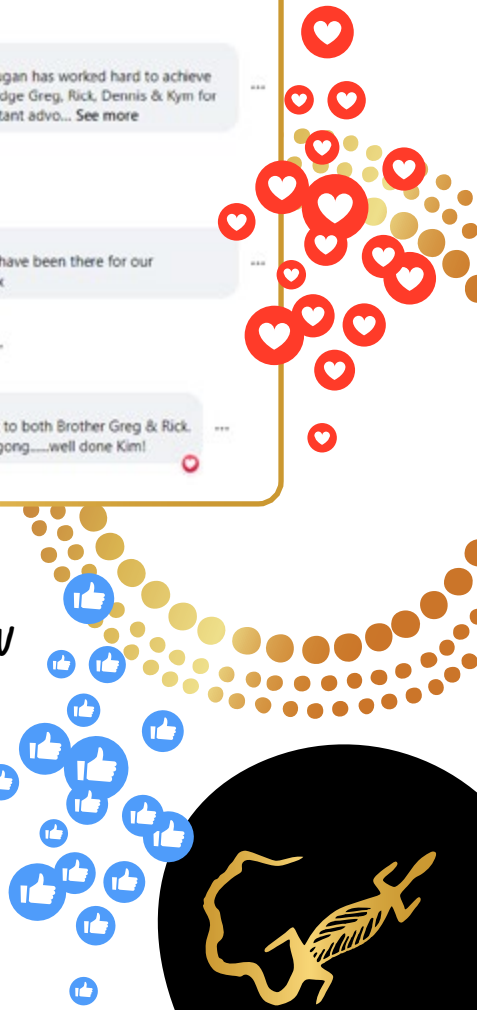 ugan has worked hard to achieve
dge Greg, Rick, Dennis & Kym for
tant advo... See more
have been there for our
x
to both Brother Greg & Rick.
gong......well done Kim!